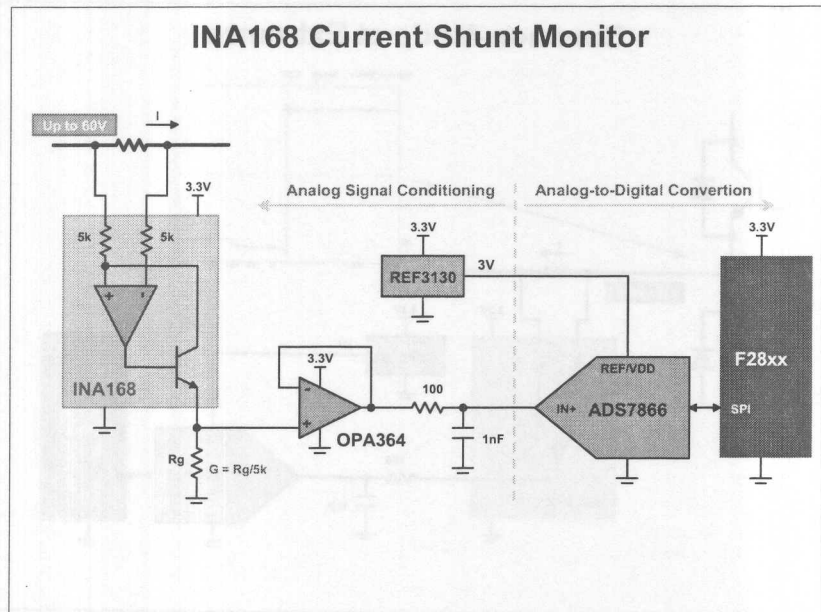 INA168 Current Shunt Monitor
I
Up to 60V
3.3V
Analog Signal Conditioning
Analog-to-Digital Convertion
5k
5k
3.3V
3.3V
REF3130
3V
+
-
F28xx
3.3V
REF/VDD
INA168
-
100
IN+
ADS7866
SPI
+
OPA364
1nF
Rg
G = Rg/5k